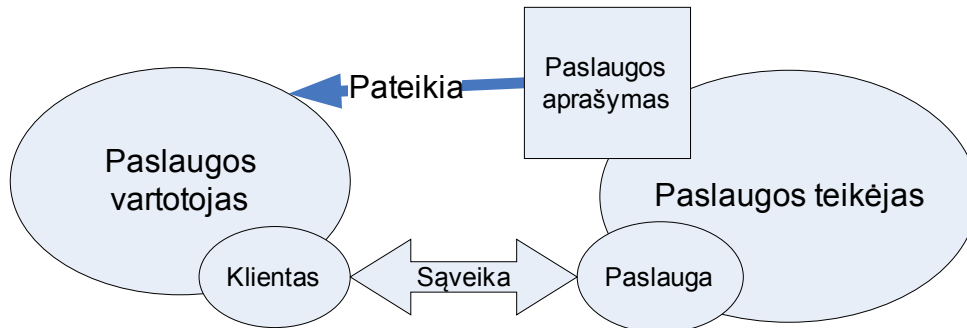 Paslaugos
aprašymas
Pateikia
Paslaugos
vartotojas
Paslaugos teikėjas
Klientas
Sąveika
Paslauga